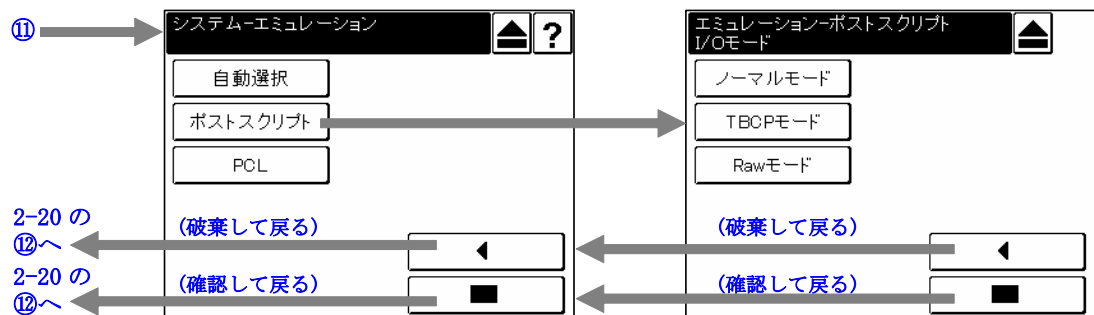 ⑪
システム-エミュレーション
?
自動選択
ポストスクリプト
PCL
2-20 の
⑫へ
(破棄して戻る)
2-20 の
⑫へ
(確認して戻る)
エミュレーション-ポストスクリプト
I/Oモード
ノーマルモード
TBCPモード
Rawモード
(破棄して戻る)
(確認して戻る)